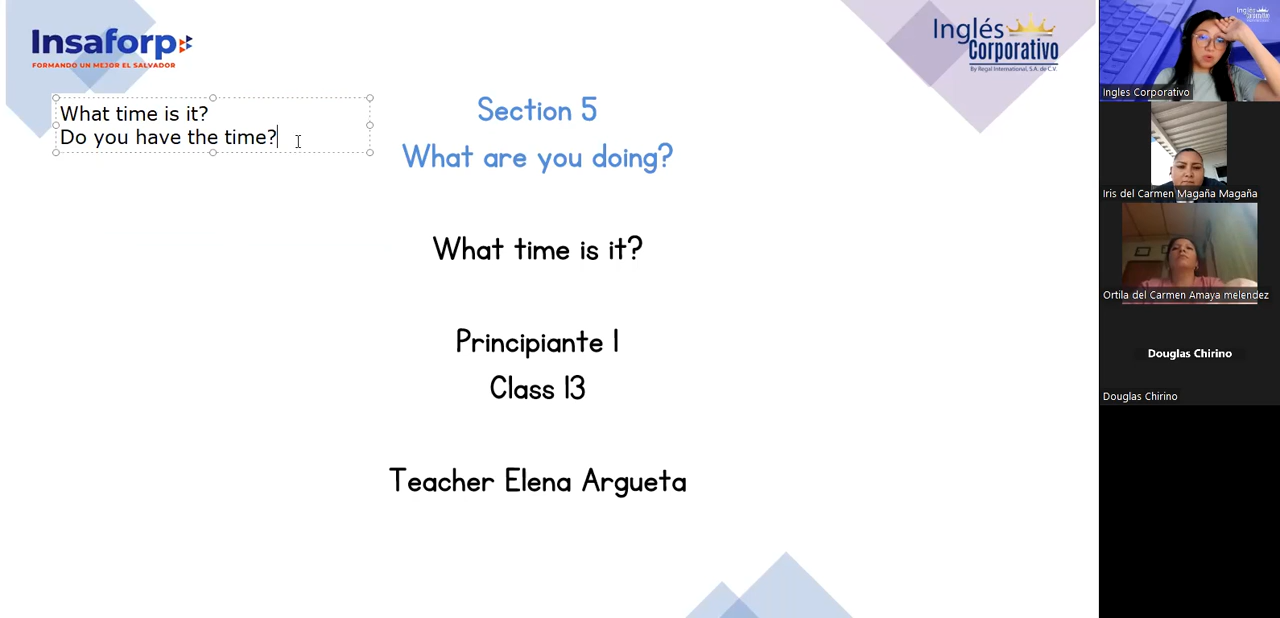 Insaforp
FORMANDO UN MEJOR EL SALVADOR
Inglés
Corporativo
By Regal International, S.A. de C.V.
What time is it?
Do you have the time?
Section 5
What are you doing?
What time is it?
Principiante 1
Class 13
Teacher Elena Argueta
Ingles Corporativo
Iris del Carmen Magaña Magaña
Ortila del Carmen Amaya melendez
Douglas Chirino
Douglas Chirino